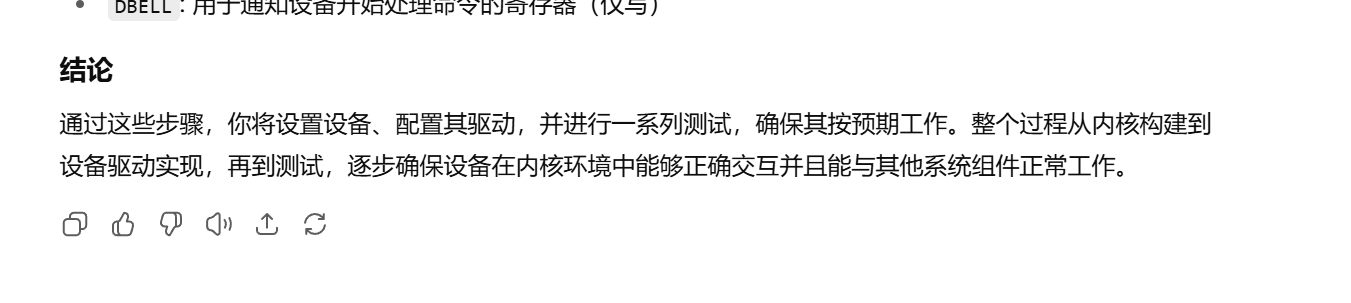 DBELL：用于通知设备开始处理命令的寄存器（仅写）
结论
通过这些步骤，你将设置设备、配置其驱动，并进行一系列测试，确保其按预期工作。整个过程从内核构建到
设备驱动实现，再到测试，逐步确保设备在内核环境中能够正确交互并且能与其他系统组件正常工作。